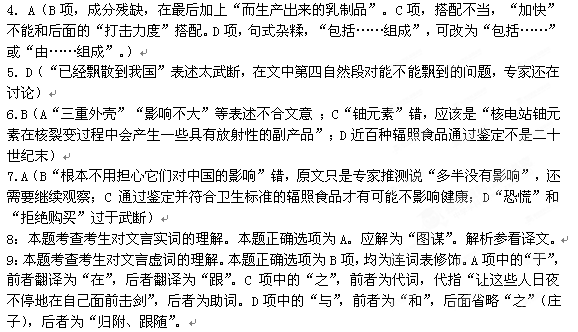 4. A（B项，成分残缺，在最后加上“而生产出来的乳制品”。C项，搭配不当，“加快”
不能和后面的“打击力度”搭配。D项，句式杂糅，“包括……组成”，可改为“包括……”
或“由……组成”。）
5. D（“已经飘散到我国”表述太武断，在文中第四自然段对能不能飘到的问题，专家还在
讨论）
6.B（A“三重外壳”“影响不大”等表述不合文意 ；C“铀元素”错，应该是“核电站铀元
素在核裂变过程中会产生一些具有放射性的副产品”；D 近百种辐照食品通过鉴定不是二十
世纪末）
7.A（B“根本不用担心它们对中国的影响”错，原文只是专家推测说“多半没有影响”，还
需要继续观察；C 通过鉴定并符合卫生标准的辐照食品才有可能不影响健康；D“恐慌”和
“拒绝购买”过于武断）
8：本题考查考生对文言实词的理解。本题正确选项为A。应解为“图谋”。解析参看译文。
9：本题考查考生对文言虚词的理解。本题正确选项为B项，均为连词表修饰。A项中的“于”，
前者翻译为“在”，后者翻译为“跟”。C 项中的“之”，前者为代词，代指“让这些人日夜
不停地在自己面前击剑”，后者为助词。D项中的“与”，前者为“和”，后面省略“之”（庄
子），后者为“归附、跟随”。